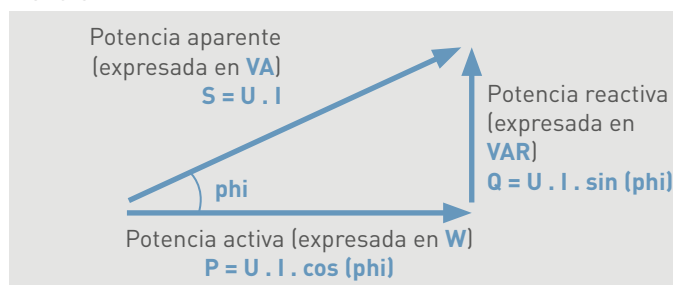 Potencia aparente
(expresada en VA)
S = U . I
Potencia reactiva
(expresada en
VAR)
Q = U . I . sin (phi)
phi
Potencia activa (expresada en W)
P = U . I . cos (phi)